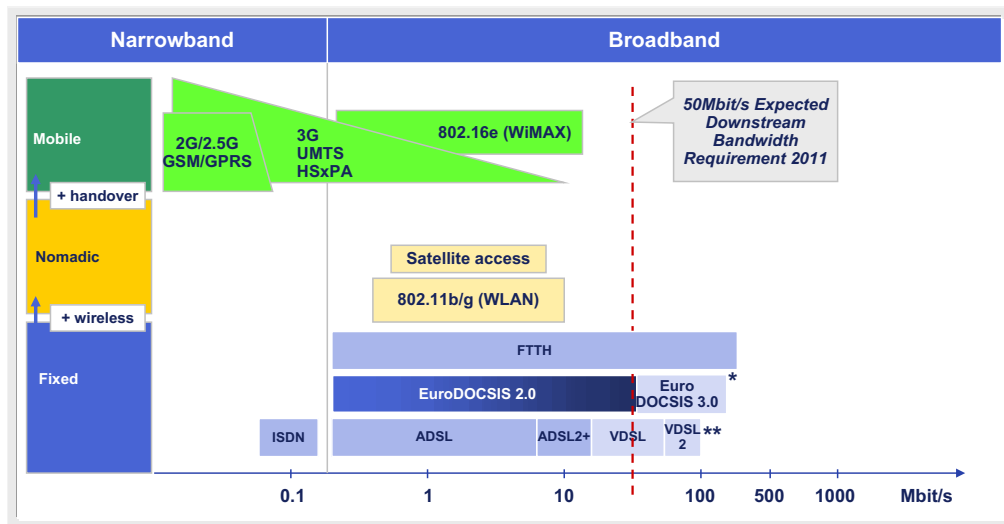 Narrowband
Broadband
Mobile
2G/2.5G
GSM/GPRS
3G
UMTS
HSxPA
802.16e (WiMAX)
50Mbit/s Expected
Downstream
Bandwidth
Requirement 2011
+ handover
Nomadic
Satellite access
802.11b/g (WLAN)
+ wireless
Fixed
FTTH
EuroDOCSIS 2.0
Euro
DOCSIS 3.0
*
ISDN
ADSL
ADSL2+
VDSL
VDSL
2
**
0.1
1
10
100
500
1000
Mbit/s